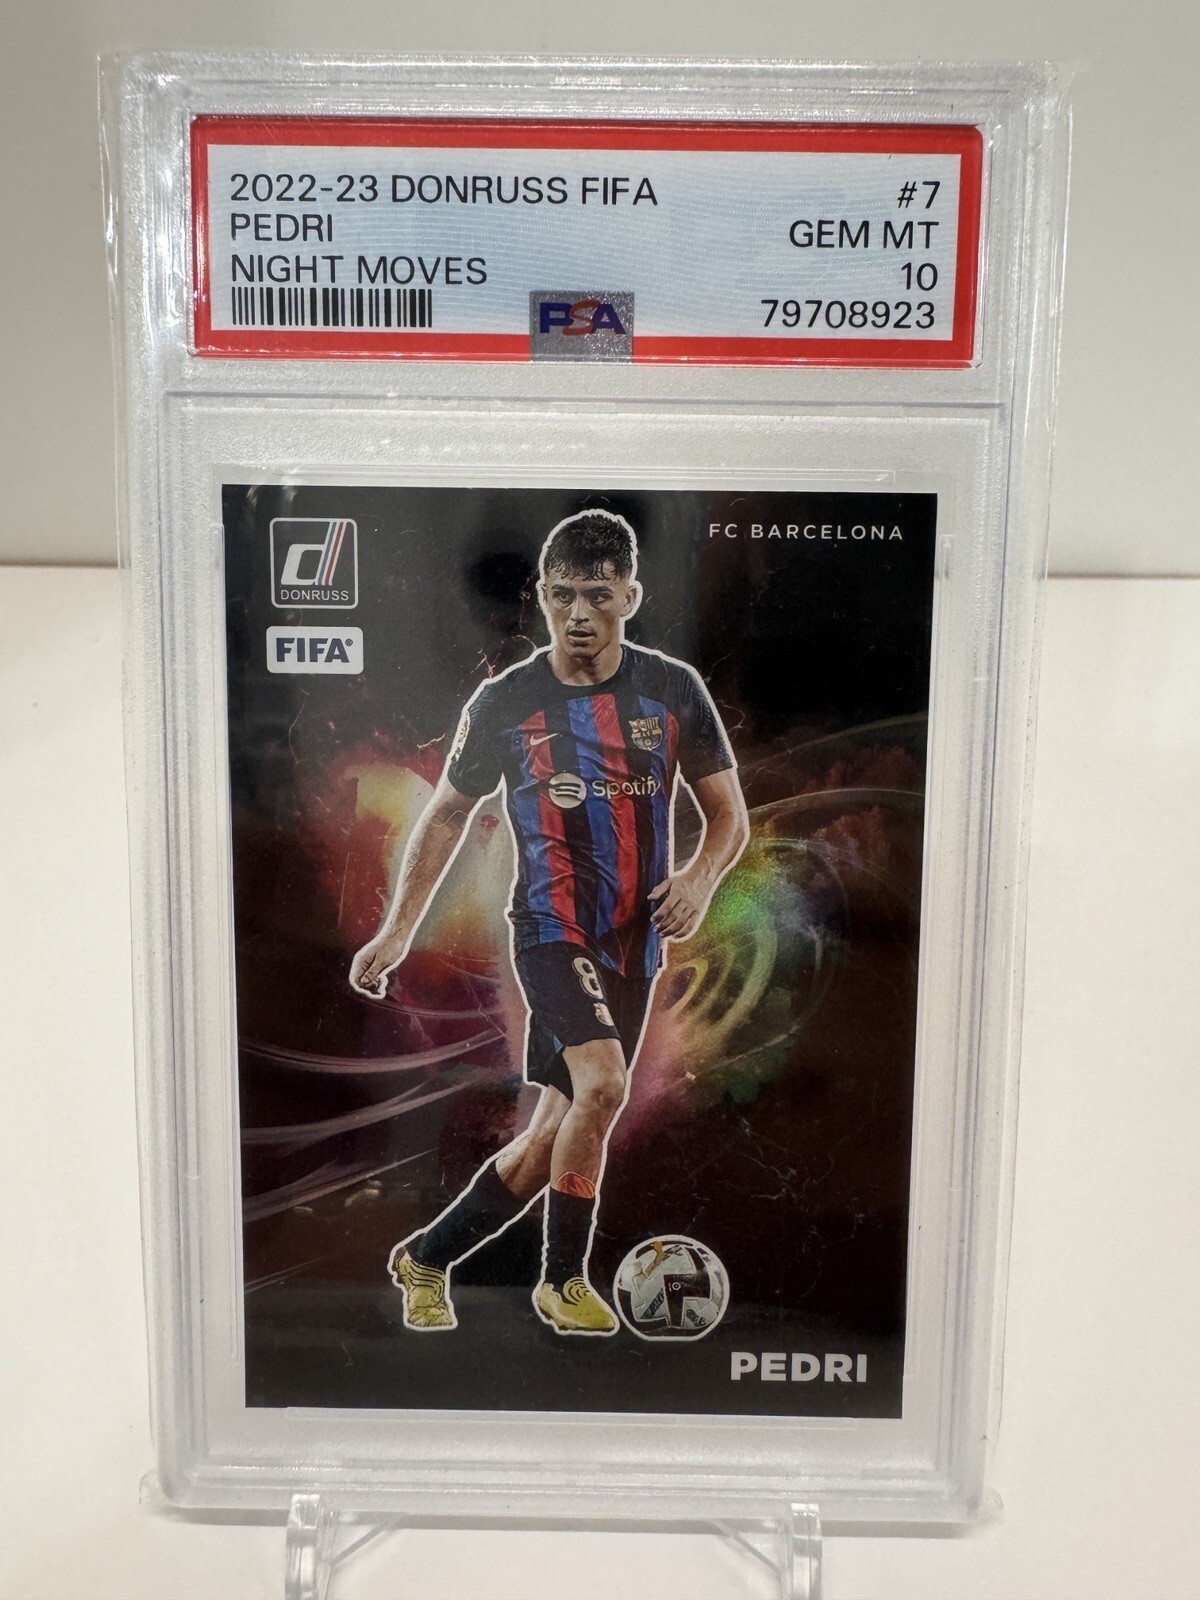 2022-23 DONRUSS FIFA
#7
PEDRI
GEM MT
NIGHT MOVES
10
PSA
79708923
FC BARCELONA
DONRUSS
FIFA®
Spotify
8
PEDRI